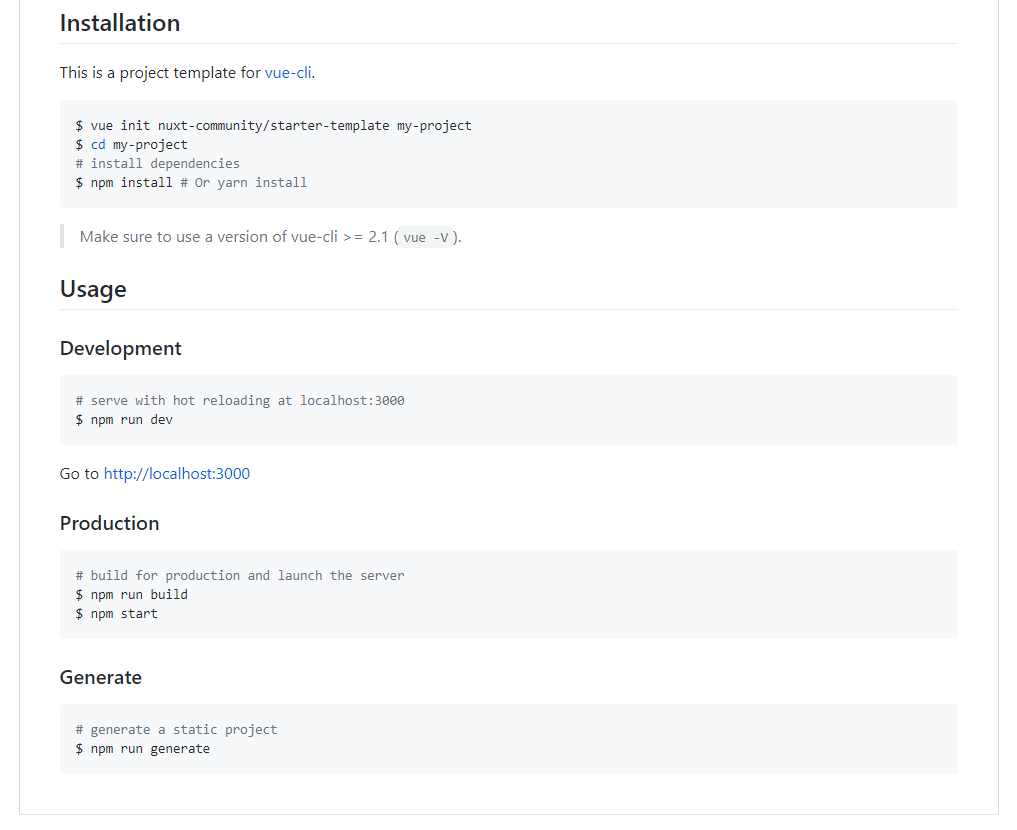 Installation
This is a project template for vue-cli.
$ vue init nuxt-community/starter-template my-project
$ cd my-project
# install dependencies
$ npm install # Or yarn install
Make sure to use a version of vue-cli >= 2.1 ( vue -V ).
Usage
Development
# serve with hot reloading at localhost:3000
$ npm run dev
Go to http://localhost:3000
Production
# build for production and launch the server
$ npm run build
$ npm start
Generate
# generate a static project
$ npm run generate